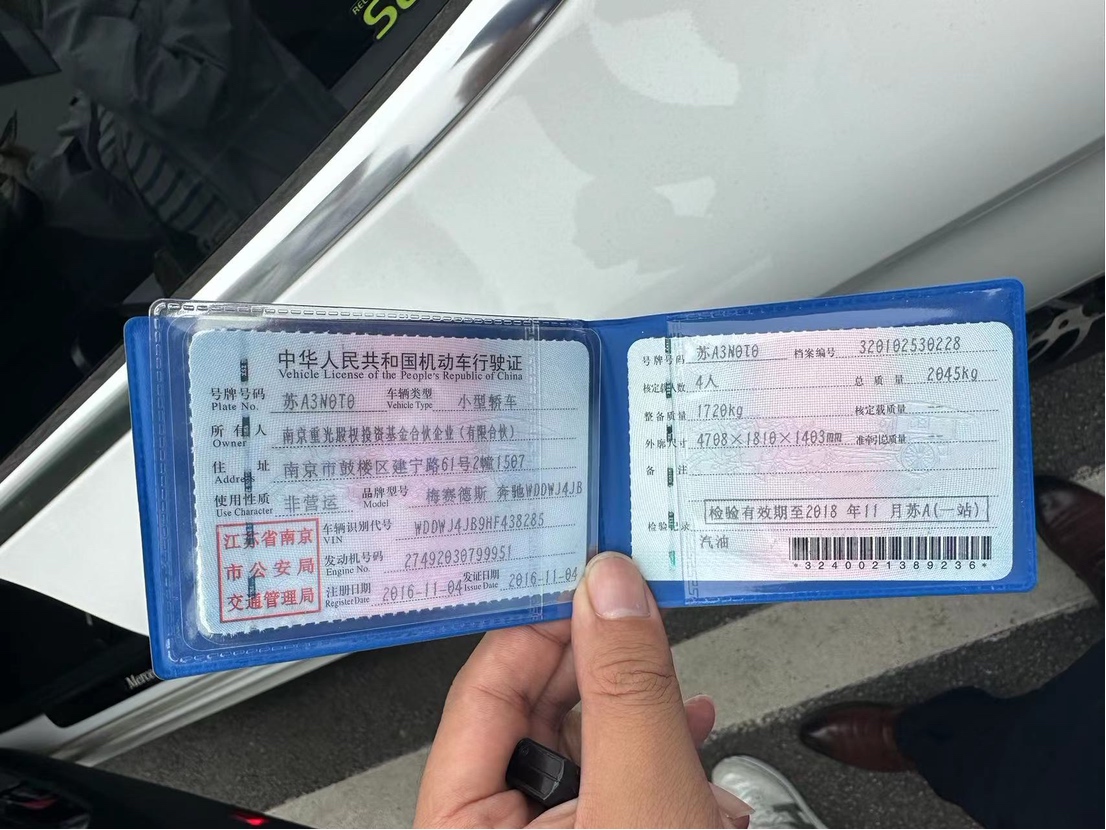 中华人民共和国机动车行驶证
Vehicle License of the People's Republic of China
号牌号码 苏A3N0T0 车辆类型 小型轿车
Plate No. Vehicle Type
所有人 南京重光股权投资基金合伙企业(有限合伙)
Owner
住址 南京市鼓楼区建宁路61号2幢1507
Address
使用性质 非营运 品牌型号 梅赛德斯 奔驰WDDWJ4JB
Use Character Model
江苏省南京
市公安局
交通管理局
车辆识别代号 WDDWJ4JB9HF438285
VIN
发动机号码 27492030799951
Engine No.
注册日期 2016-11-04 发证日期 2016-11-04
Register Date Issue Date
号牌号码 苏A3N0T0 档案编号 320102530228
核定载人数 4人 总质量 2045kg
整备质量 1720kg 核定载质量
外廓尺寸 4708×1810×1403mm 准牵引总质量
备注
检验有效期至2018 年11 月苏A(一站)
检验记录
汽油
*3240021389236*